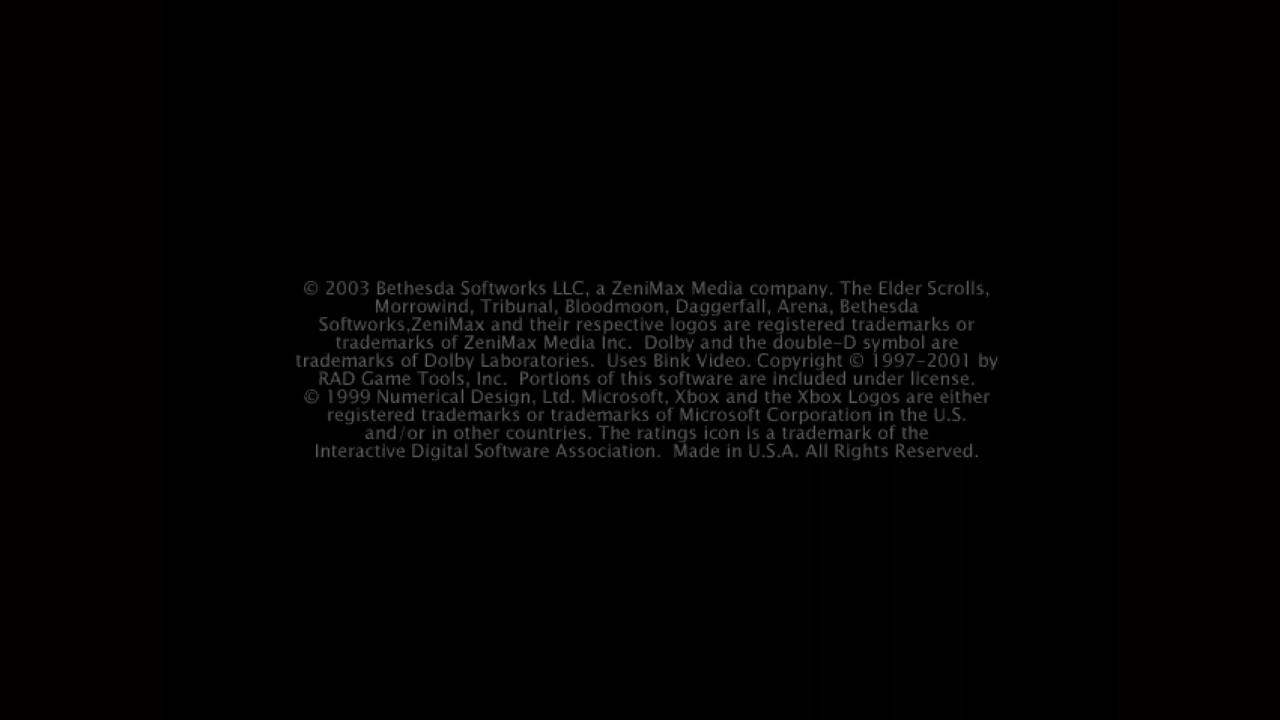 © 2003 Bethesda Softworks LLC, a ZeniMax Media company. The Elder Scrolls,
Morrowind, Tribunal, Bloodmoon, Daggerfall, Arena, Bethesda
Softworks,ZeniMax and their respective logos are registered trademarks or
trademarks of ZeniMax Media Inc.  Dolby and the double-D symbol are
trademarks of Dolby Laboratories.  Uses Bink Video. Copyright © 1997-2001 by
RAD Game Tools, Inc.  Portions of this software are included under license.
© 1999 Numerical Design, Ltd. Microsoft, Xbox and the Xbox Logos are either
registered trademarks or trademarks of Microsoft Corporation in the U.S.
and/or in other countries. The ratings icon is a trademark of the
Interactive Digital Software Association.  Made in U.S.A. All Rights Reserved.